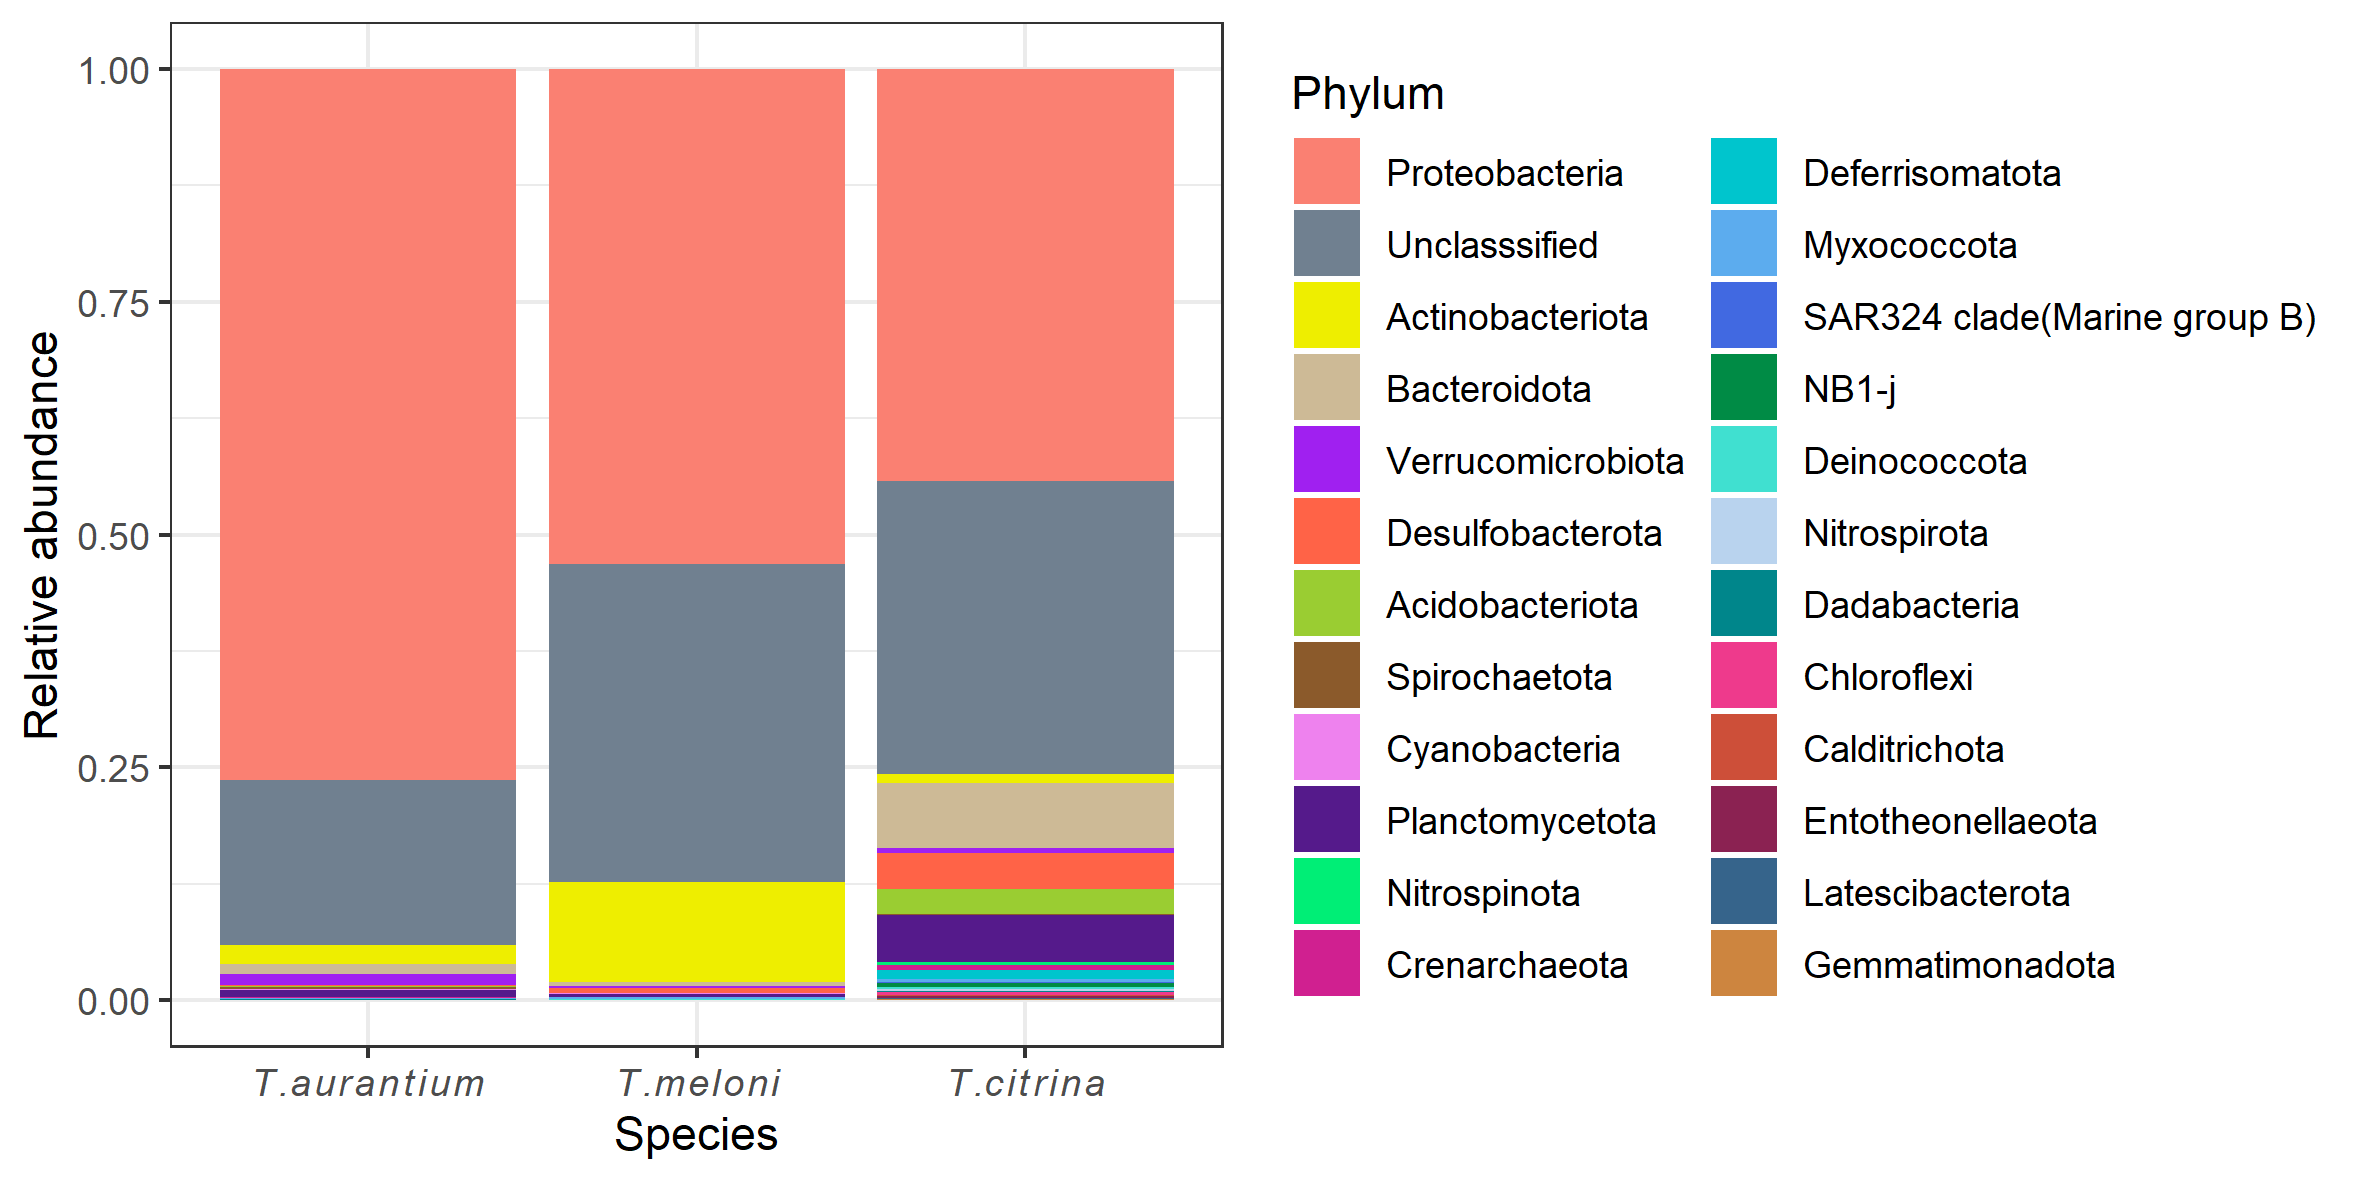 1.00
0.75
0.50
0.25
0.00
Relative abundance
T.aurantium
T.meloni
T.citrina
Species
Phylum
Proteobacteria
Unclasssified
Actinobacteriota
Bacteroidota
Verrucomicrobiota
Desulfobacterota
Acidobacteriota
Spirochaetota
Cyanobacteria
Planctomycetota
Nitrospinota
Crenarchaeota
Deferrisomatota
Myxococcota
SAR324 clade(Marine group B)
NB1-j
Deinococcota
Nitrospirota
Dadabacteria
Chloroflexi
Calditrichota
Entotheonellaeota
Latescibacterota
Gemmatimonadota